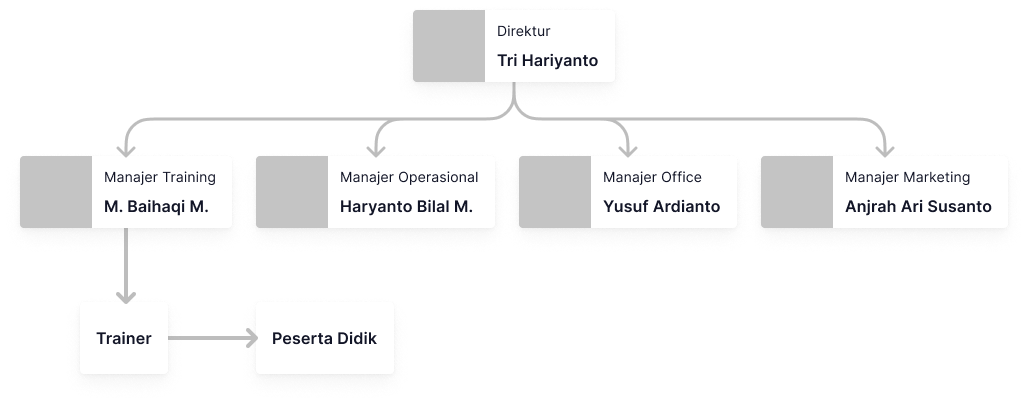 Direktur
Tri Hariyanto
Manajer Training
M. Baihaqi M.
Manajer Operasional
Haryanto Bilal M.
Manajer Office
Yusuf Ardianto
Manajer Marketing
Anjrah Ari Susanto
Trainer
Peserta Didik